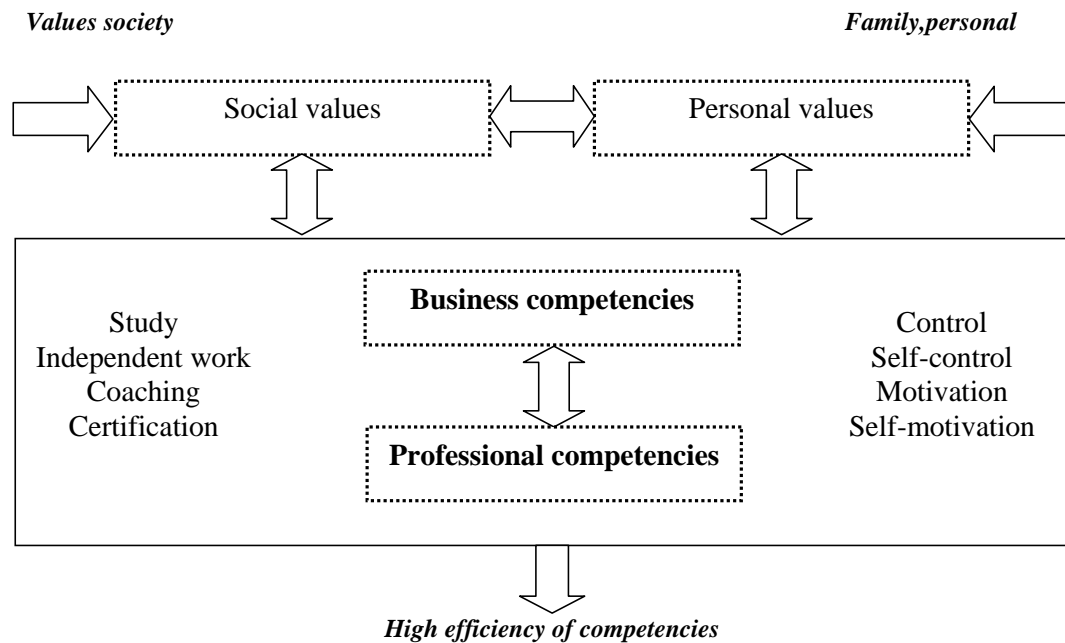 Values society
Family,personal
Social values
Personal values
Business competencies
Study
Independent work
Coaching
Certification
Control
Self-control
Motivation
Self-motivation
Professional competencies
High efficiency of competencies